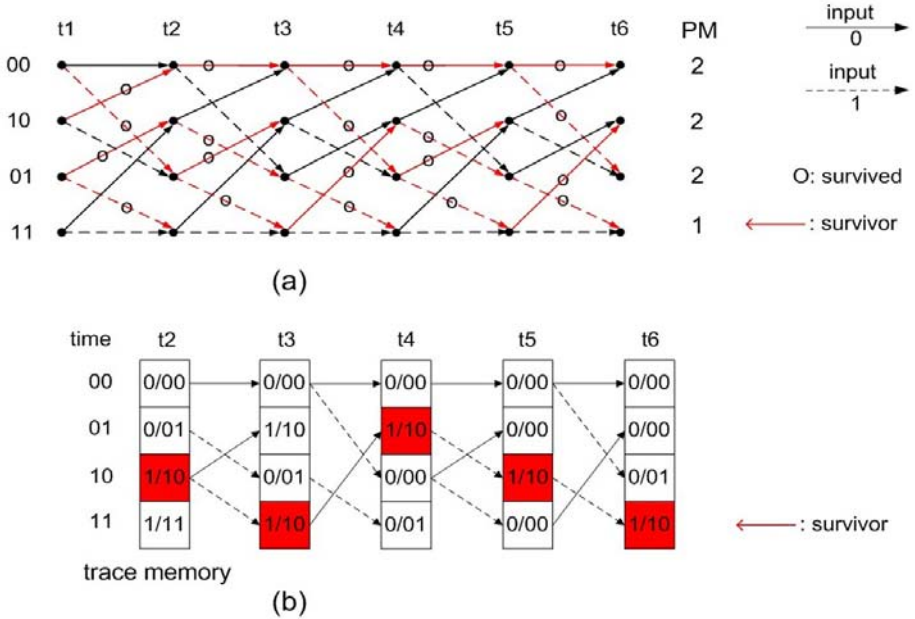 t1 t2 t3 t4 t5 t6 PM input
0
00 2
input
1
10 2
01 2 O: survived
11 1 : survivor
(a)
time t2 t3 t4 t5 t6
00 0/00 0/00 0/00 0/00 0/00
01 0/01 1/10 1/10 0/00 0/00
10 1/10 0/01 0/00 1/10 0/01
11 1/11 1/10 0/01 0/00 1/10
: survivor
trace memory
(b)